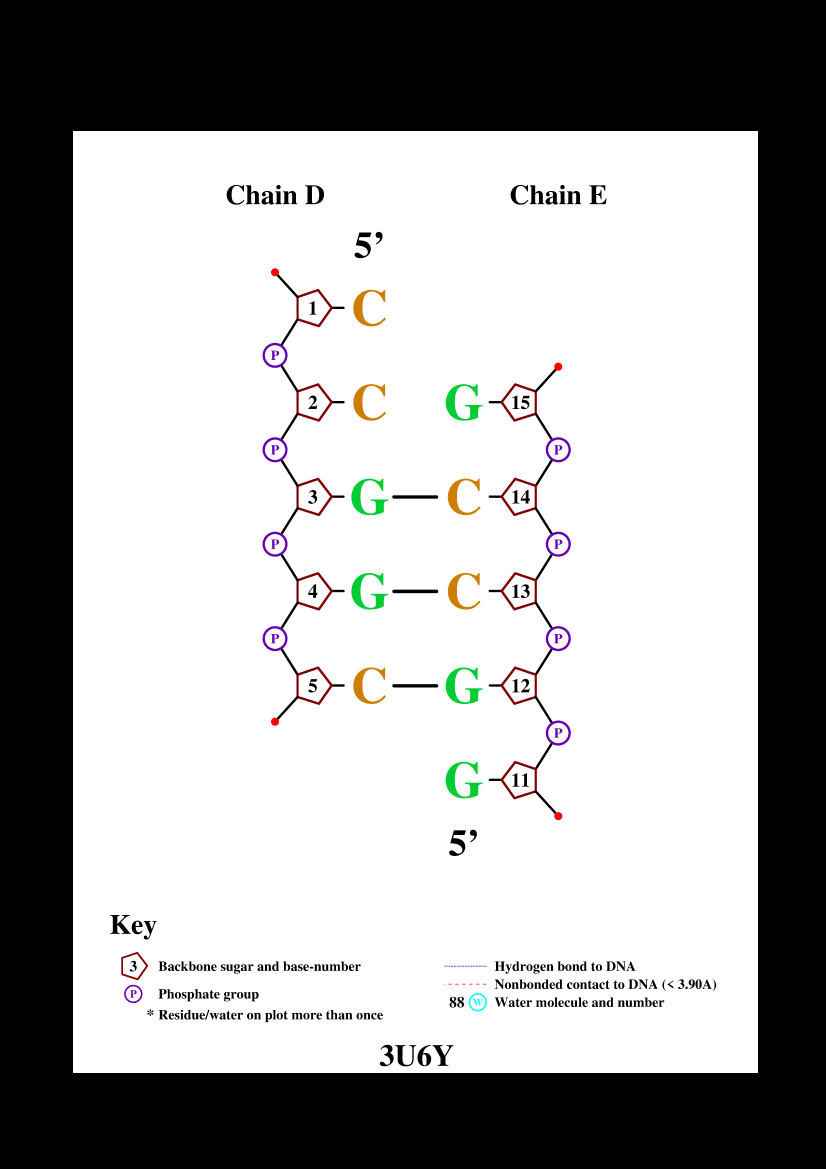 Chain D Chain E
5’
1 C
P
2 C G 15
P P
3 G C 14
P P
4 G C 13
P P
5 C G 12
P
G 11
5’
Key
3 Backbone sugar and base-number
P Phosphate group
* Residue/water on plot more than once
Hydrogen bond to DNA
Nonbonded contact to DNA (< 3.90A)
88 W Water molecule and number
3U6Y